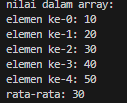 nilai dalam array:
elemen ke-0: 10
elemen ke-1: 20
elemen ke-2: 30
elemen ke-3: 40
elemen ke-4: 50
rata-rata: 30